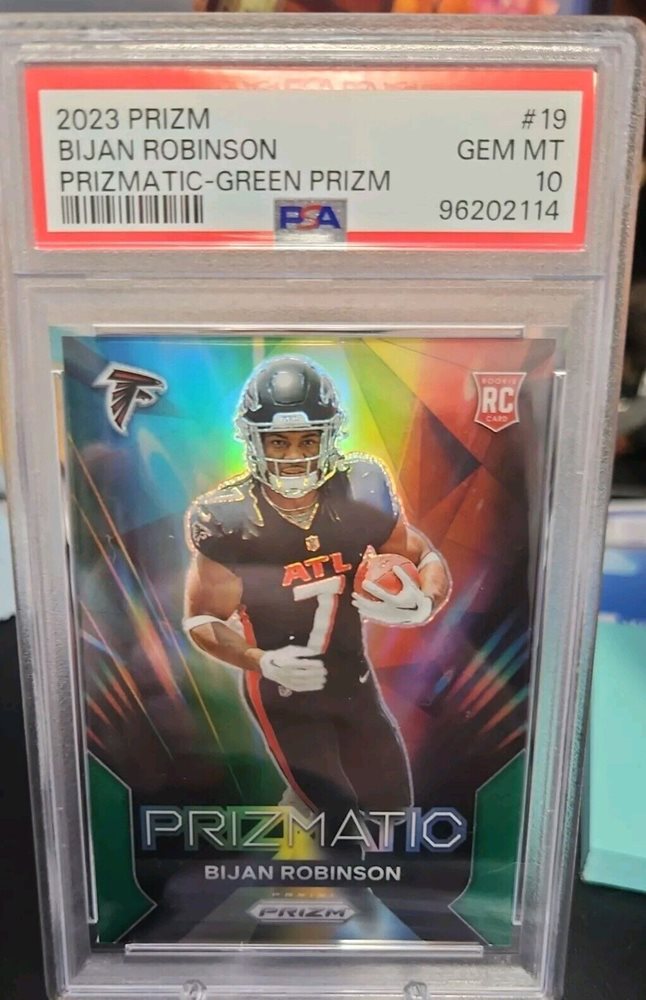 2023 PRIZM #19
BIJAN ROBINSON GEM MT
PRIZMATIC-GREEN PRIZM 10
PSA 96202114
ROOKIE
RC
CARD
ATL
7
PRIZMATIC
BIJAN ROBINSON
PANINI
PRIZM